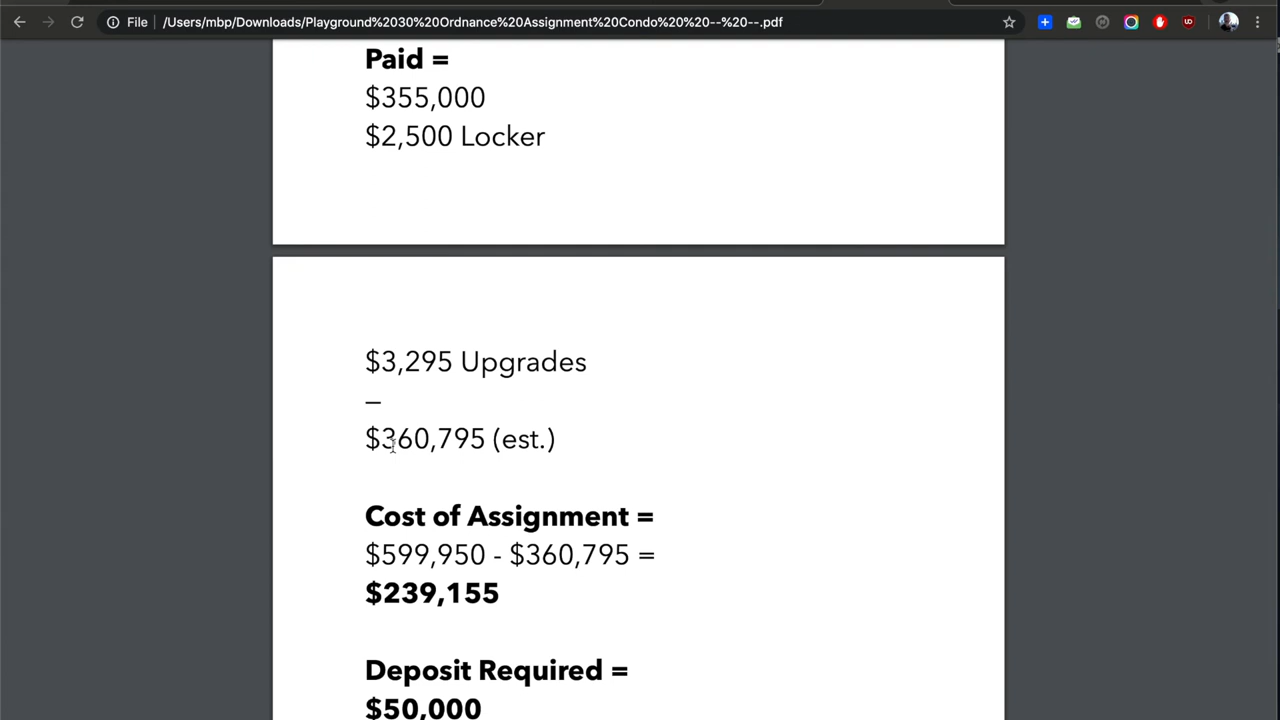 File
/Users/mbp/Downloads/Playground%2030%20Ordnance%20Assignment%20Condo%20%20--%20--.pdf
Paid =
$355,000
$2,500 Locker
$3,295 Upgrades
–
$360,795 (est.)
Cost of Assignment =
$599,950 - $360,795 =
$239,155
Deposit Required =
$50,000